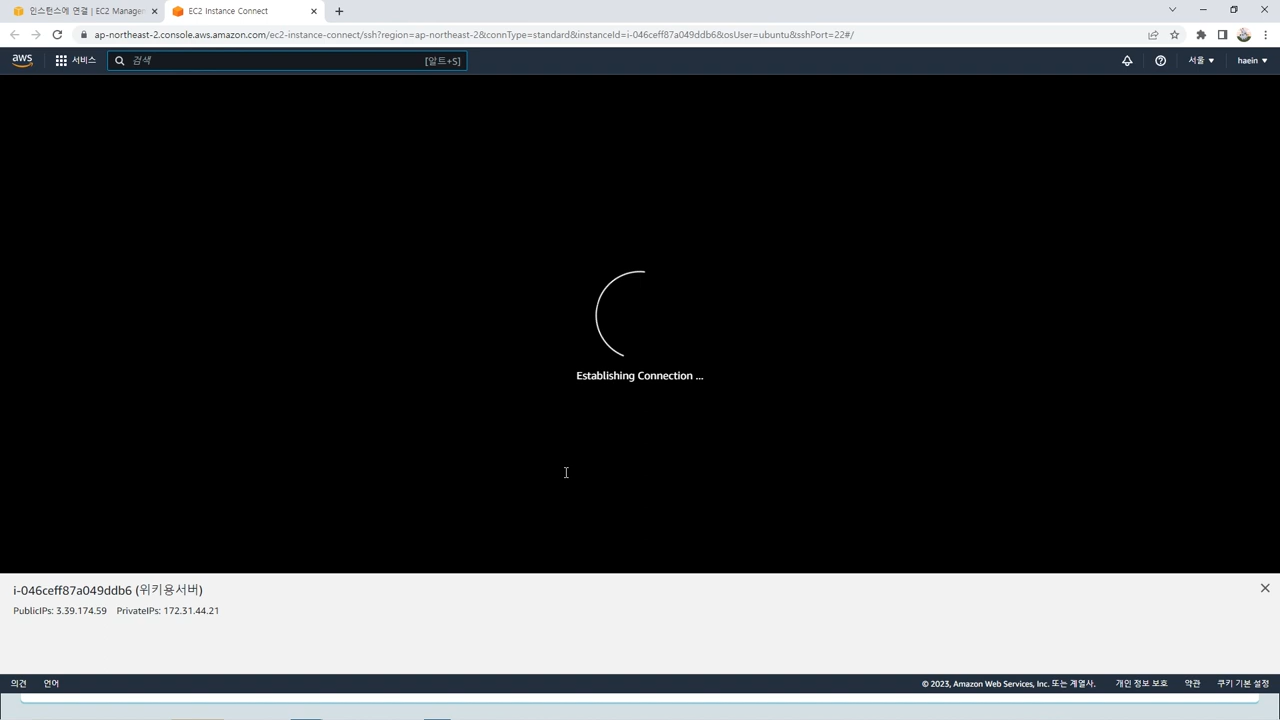 인스턴스에 연결 | EC2 Manager
EC2 Instance Connect
ap-northeast-2.console.aws.amazon.com/ec2-instance-connect/ssh?region=ap-northeast-2&connType=standard&instanceId=i-046ceff87a049ddb6&osUser=ubuntu&sshPort=22#/
aws 서비스 검색 [알트+S] 서울 haein
Establishing Connection ...
i-046ceff87a049ddb6 (위키용서버)
PublicIPs: 3.39.174.59 PrivateIPs: 172.31.44.21
의견 언어 © 2023, Amazon Web Services, Inc. 또는 계열사. 개인 정보 보호 약관 쿠키 기본 설정